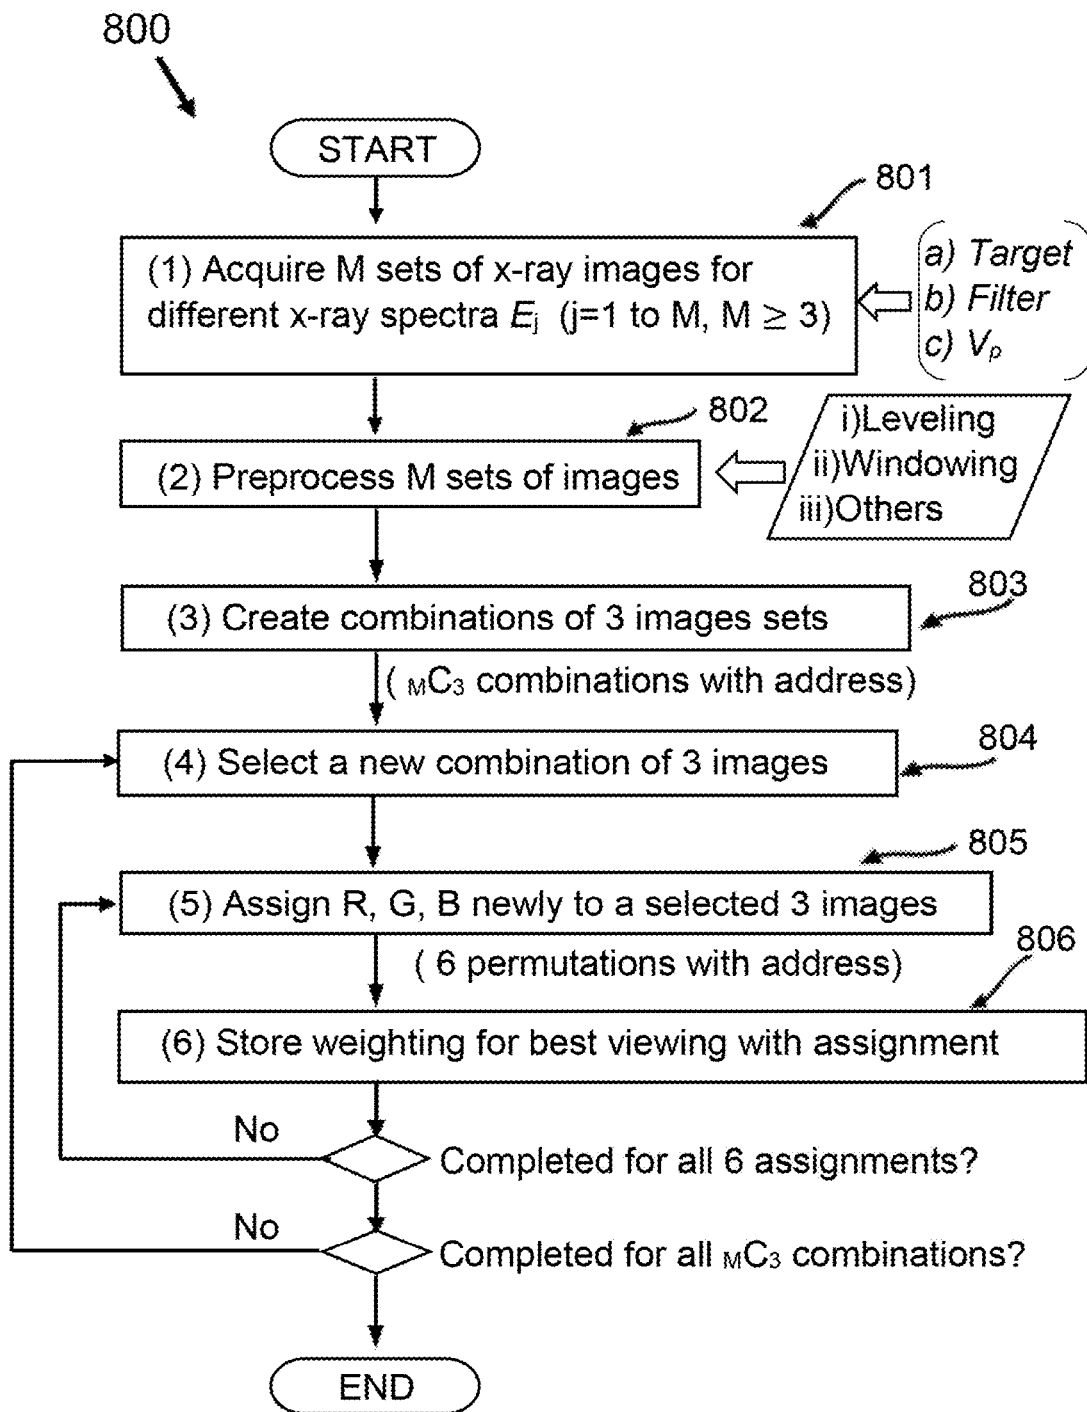 800
START
801
(1) Acquire M sets of x-ray images for
different x-ray spectra Ej (j=1 to M, M ≥ 3)
a) Target
b) Filter
c) Vp
802
(2) Preprocess M sets of images
i)Leveling
ii)Windowing
iii)Others
803
(3) Create combinations of 3 images sets
( MC3 combinations with address)
804
(4) Select a new combination of 3 images
805
(5) Assign R, G, B newly to a selected 3 images
( 6 permutations with address)
806
(6) Store weighting for best viewing with assignment
No
Completed for all 6 assignments?
No
Completed for all MC3 combinations?
END